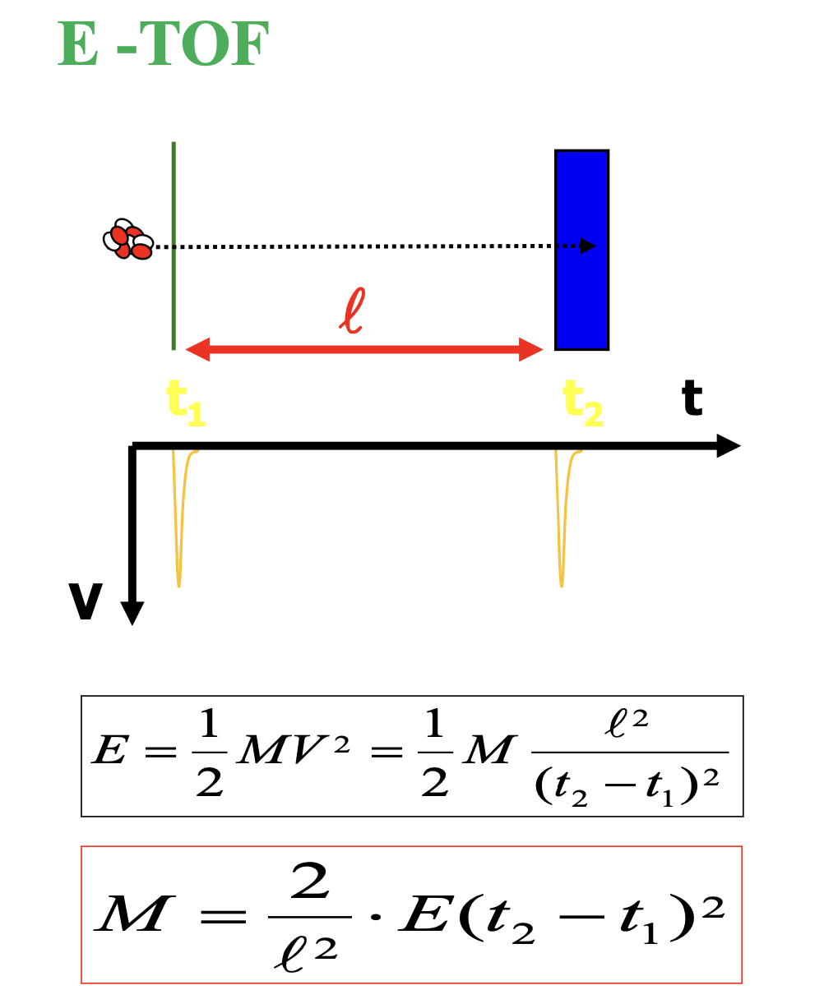 E -TOF
ℓ
t₁ t₂ t
V
E = 1/2 MV² = 1/2 M ℓ²/(t₂ − t₁)²
M = 2/ℓ² · E(t₂ − t₁)²